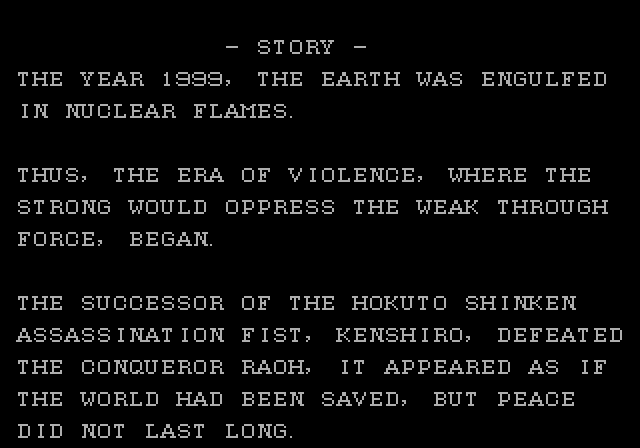 - STORY -
THE YEAR 1999, THE EARTH WAS ENGULFED
IN NUCLEAR FLAMES.
THUS, THE ERA OF VIOLENCE, WHERE THE
STRONG WOULD OPPRESS THE WEAK THROUGH
FORCE, BEGAN.
THE SUCCESSOR OF THE HOKUTO SHINKEN
ASSASSINATION FIST, KENSHIRO, DEFEATED
THE CONQUEROR RAOH, IT APPEARED AS IF
THE WORLD HAD BEEN SAVED, BUT PEACE
DID NOT LAST LONG.